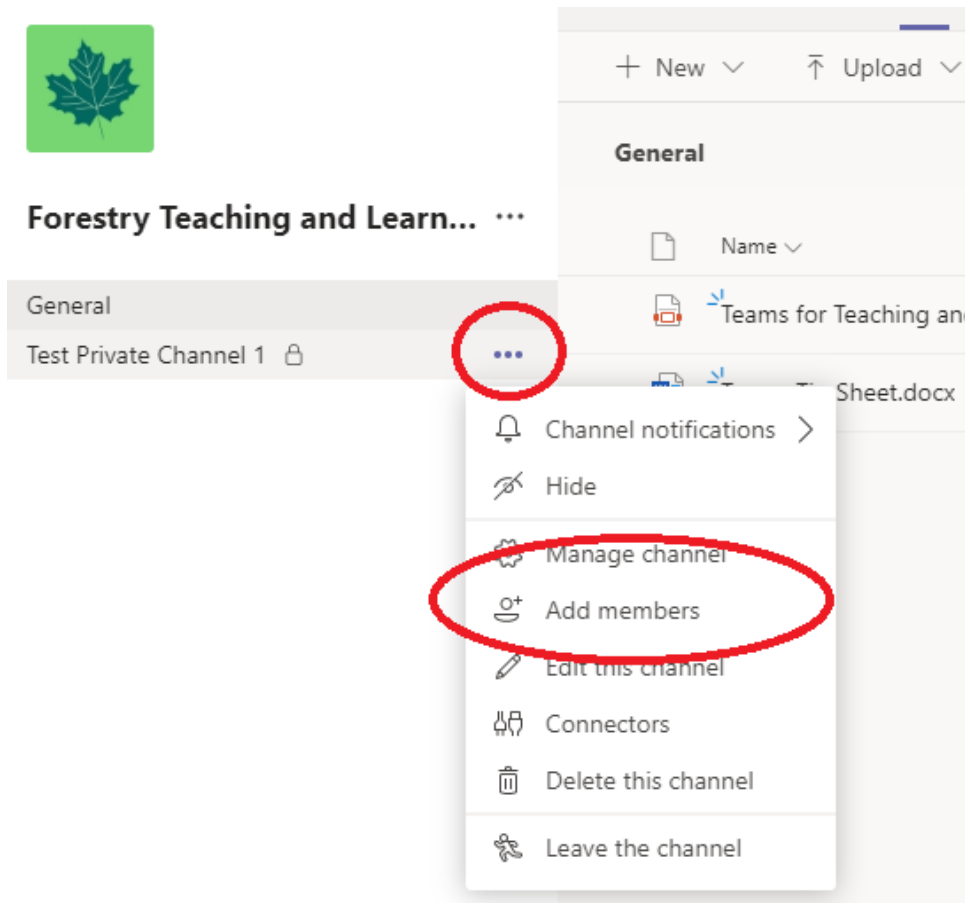 + New
Upload
General
Forestry Teaching and Learn... ...
Name
General
Teams for Teaching an
Test Private Channel 1
Sheet.docx
Channel notifications
Hide
Manage channel
Add members
Edit this channel
Connectors
Delete this channel
Leave the channel